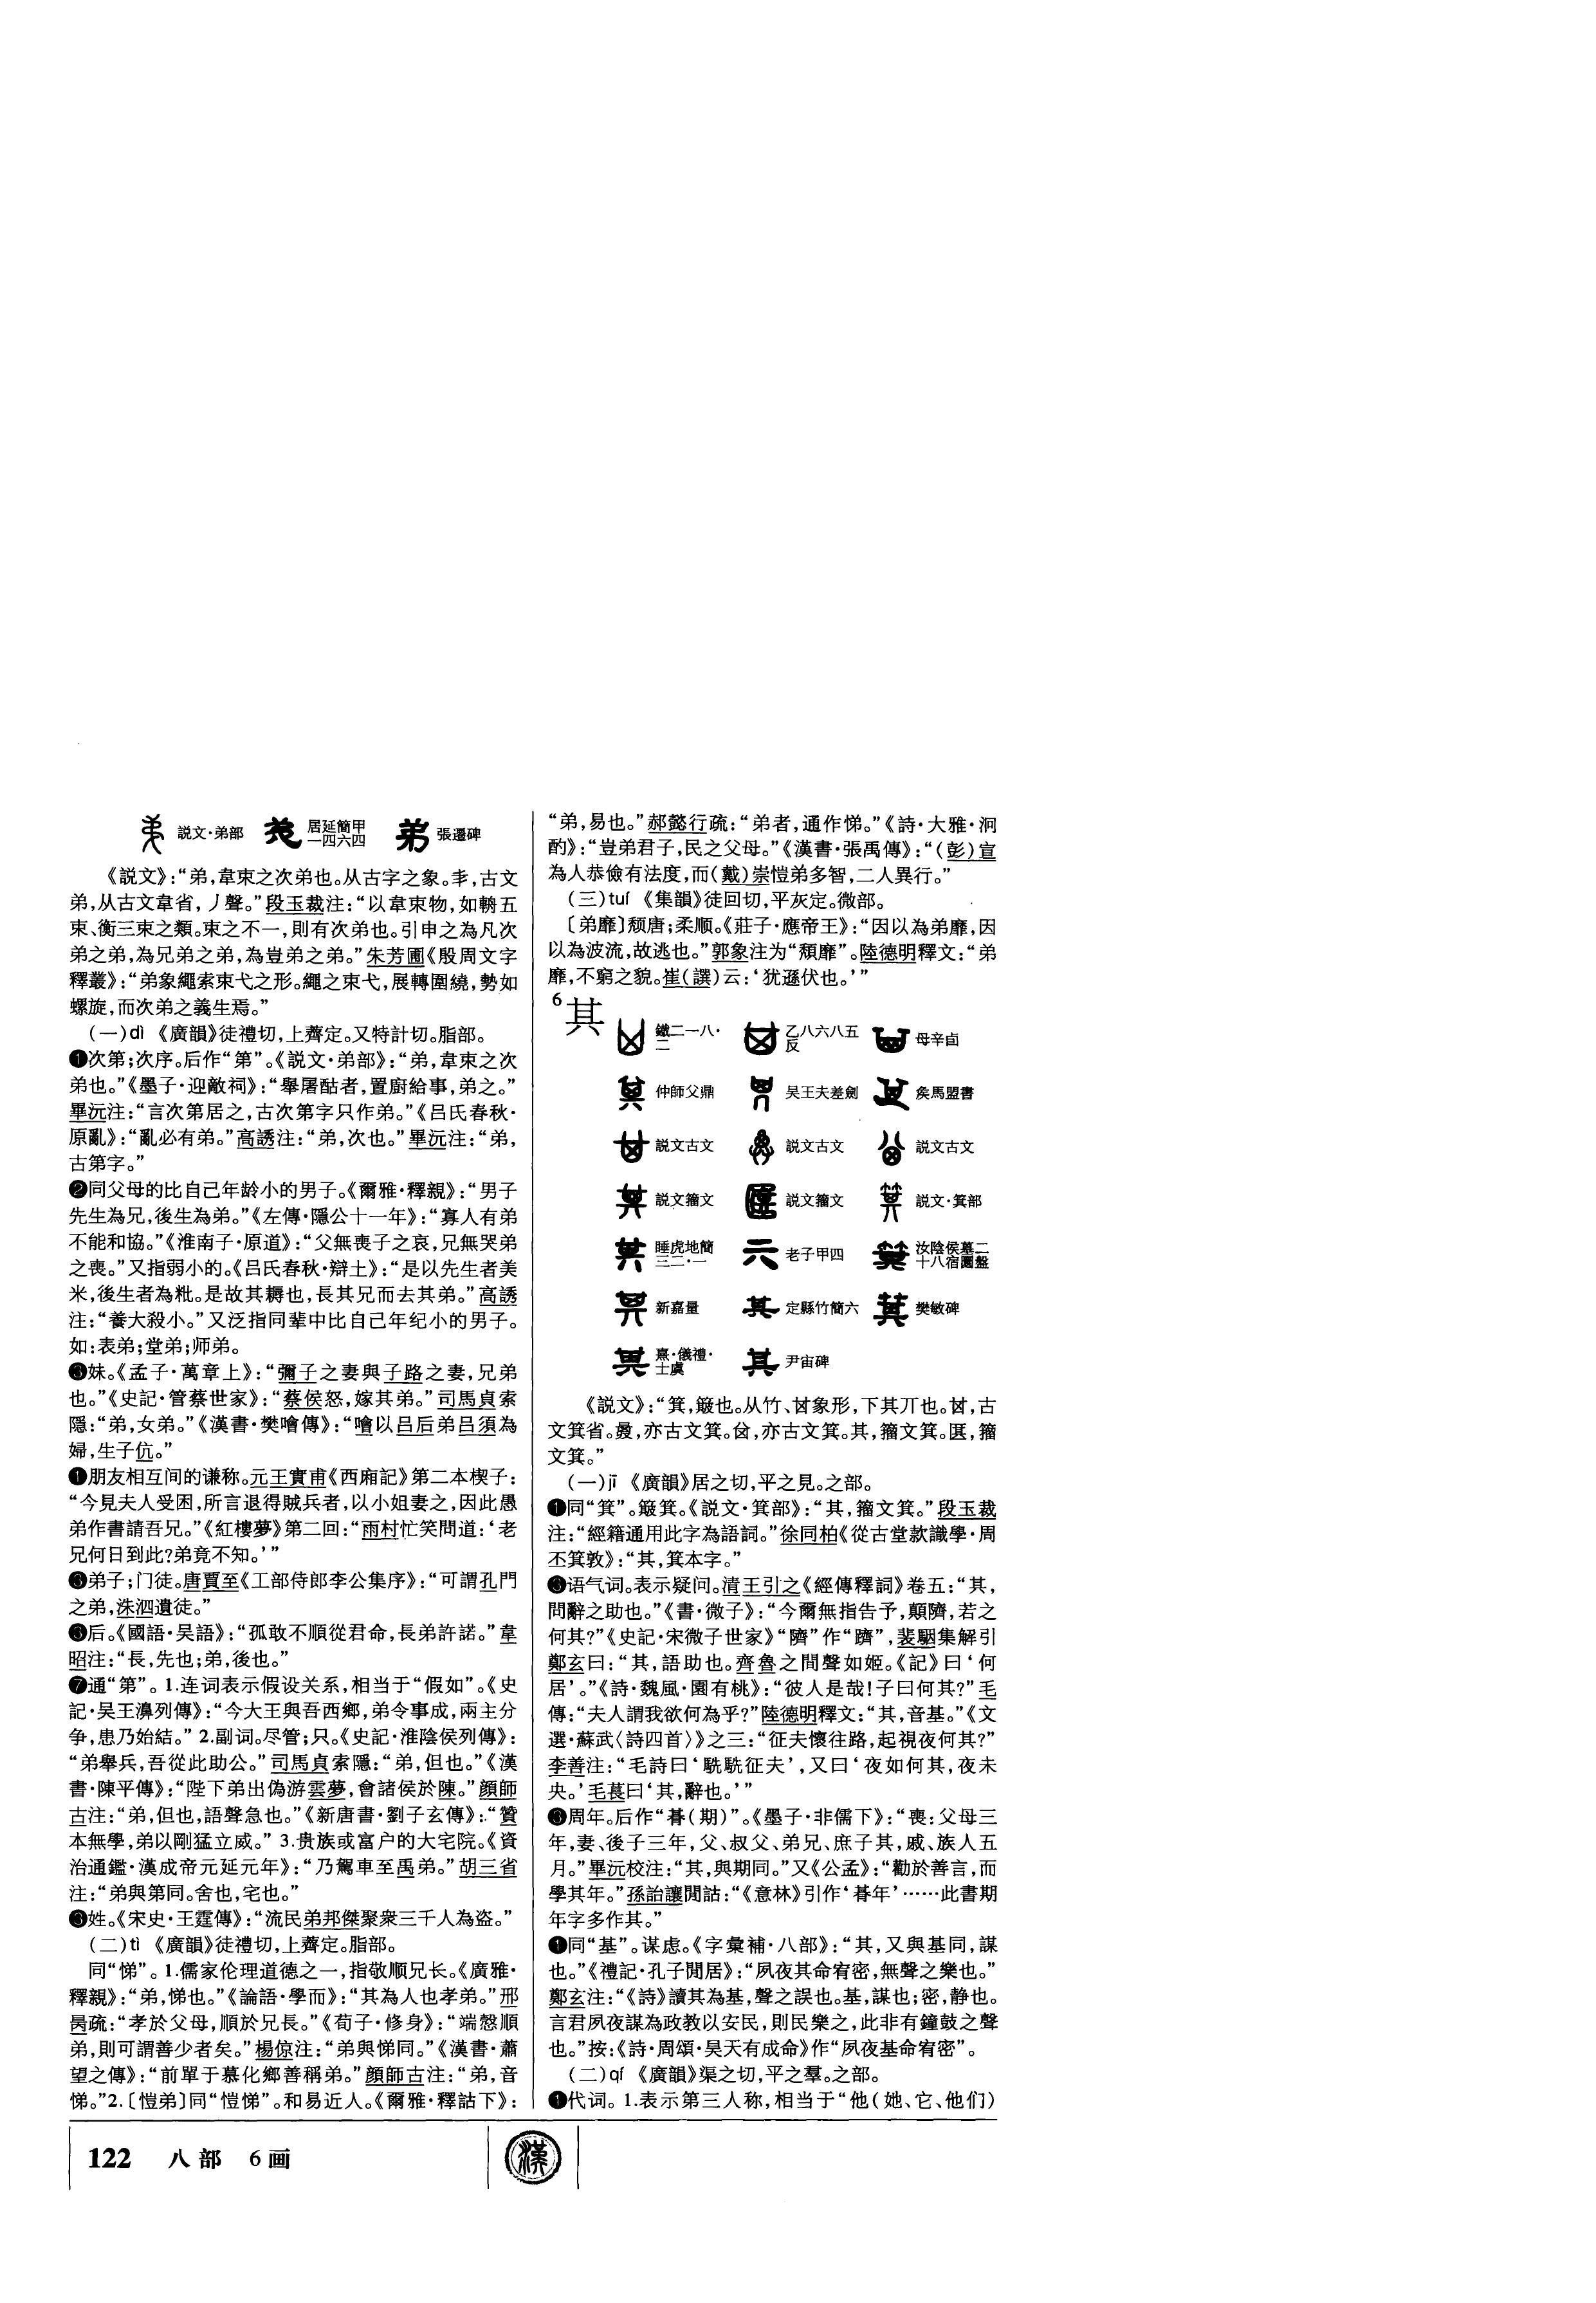 説文·弟部 居延簡甲一四六四 張遷碑
《説文》:“弟,韋束之次弟也。从古字之象。𠂖,古文
弟,从古文韋省,丿聲。”段玉裁注:“以韋束物,如輈五
束、衡三束之類。束之不一,則有次弟也。引申之為凡次
弟之弟,為兄弟之弟,為豈弟之弟。”朱芳圃《殷周文字
釋叢》:“弟象繩索束弋之形。繩之束弋,展轉圍繞,勢如
螺旋,而次弟之義生焉。”
(一)dì 《廣韻》徒禮切,上薺定。又特計切。脂部。
❶次第;次序。后作“第”。《説文·弟部》:“弟,韋束之次
弟也。”《墨子·迎敵祠》:“舉屠酤者,置廚給事,弟之。”
畢沅注:“言次第居之,古次第字只作弟。”《吕氏春秋·
原亂》:“亂必有弟。”高誘注:“弟,次也。”畢沅注:“弟,
古第字。”
❷同父母的比自己年龄小的男子。《爾雅·釋親》:“男子
先生為兄,後生為弟。”《左傳·隱公十一年》:“寡人有弟
不能和協。”《淮南子·原道》:“父無喪子之哀,兄無哭弟
之喪。”又指弱小的。《吕氏春秋·辯土》:“是以先生者美
米,後生者為粃。是故其耨也,長其兄而去其弟。”高誘
注:“養大殺小。”又泛指同辈中比自己年纪小的男子。
如:表弟;堂弟;师弟。
❸妹。《孟子·萬章上》:“彌子之妻與子路之妻,兄弟
也。”《史記·管蔡世家》:“蔡侯怒,嫁其弟。”司馬貞索
隱:“弟,女弟。”《漢書·樊噲傳》:“噲以吕后弟吕須為
婦,生子伉。”
❶朋友相互间的谦称。元王實甫《西廂記》第二本楔子:
“今見夫人受困,所言退得賊兵者,以小姐妻之,因此愚
弟作書請吾兄。”《紅樓夢》第二回:“雨村忙笑問道:‘老
兄何日到此?弟竟不知。’”
❸弟子;门徒。唐賈至《工部侍郎李公集序》:“可謂孔門
之弟,洙泗遺徒。”
❸后。《國語·吴語》:“孤敢不順從君命,長弟許諾。”韋
昭注:“長,先也;弟,後也。”
❼通“第”。1.连词表示假设关系,相当于“假如”。《史
記·吴王濞列傳》:“今大王與吾西鄉,弟令事成,兩主分
争,患乃始結。” 2.副词。尽管;只。《史記·淮陰侯列傳》:
“弟舉兵,吾從此助公。”司馬貞索隱:“弟,但也。”《漢
書·陳平傳》:“陛下弟出偽游雲夢,會諸侯於陳。”顔師
古注:“弟,但也,語聲急也。”《新唐書·劉子玄傳》:“贊
本無學,弟以剛猛立威。” 3.贵族或富户的大宅院。《資
治通鑑·漢成帝元延元年》:“乃駕車至禹弟。”胡三省
注:“弟與第同。舍也,宅也。”
❸姓。《宋史·王霆傳》:“流民弟邦傑聚衆三千人為盗。”
(二)tì 《廣韻》徒禮切,上薺定。脂部。
同“悌”。1.儒家伦理道德之一,指敬顺兄长。《廣雅·
釋親》:“弟,悌也。”《論語·學而》:“其為人也孝弟。”邢
昺疏:“孝於父母,順於兄長。”《荀子·修身》:“端慤順
弟,則可謂善少者矣。”楊倞注:“弟與悌同。”《漢書·蕭
望之傳》:“前單于慕化鄉善稱弟。”顔師古注:“弟,音
悌。”2.〔愷弟〕同“愷悌”。和易近人。《爾雅·釋詁下》:
“弟,易也。”郝懿行疏:“弟者,通作悌。”《詩·大雅·泂
酌》:“豈弟君子,民之父母。”《漢書·張禹傳》:“(彭)宣
為人恭儉有法度,而(戴)崇愷弟多智,二人異行。”
(三)tuí 《集韻》徒回切,平灰定。微部。
〔弟靡〕颓唐;柔顺。《莊子·應帝王》:“因以為弟靡,因
以為波流,故逃也。”郭象注为“頹靡”。陸德明釋文:“弟
靡,不窮之貌。崔(譔)云:‘犹遜伏也。’”
6 其 鐵二一八·二 乙八六八五反 母辛卣
仲師父鼎 吴王夫差劍 矦馬盟書
説文古文 説文古文 説文古文
説文籀文 説文籀文 説文·箕部
睡虎地簡三二·一 老子甲四 汝陰侯墓二十八宿圓盤
新嘉量 定縣竹簡六 樊敏碑
熹·儀禮·士虞 尹宙碑
《説文》:“箕,簸也。从竹、𠀠象形,下其丌也。𠀠,古
文箕省。𠔛,亦古文箕。𠔋,亦古文箕。其,籀文箕。匩,籀
文箕。”
(一)jī 《廣韻》居之切,平之見。之部。
❶同“箕”。簸箕。《説文·箕部》:“其,籀文箕。”段玉裁
注:“經籍通用此字為語詞。”徐同柏《從古堂款識學·周
丕箕敦》:“其,箕本字。”
❸语气词。表示疑问。清王引之《經傳釋詞》卷五:“其,
問辭之助也。”《書·微子》:“今爾無指告予,顛隮,若之
何其?”《史記·宋微子世家》“隮”作“躋”,裴駰集解引
鄭玄曰:“其,語助也。齊魯之間聲如姬。《記》曰‘何
居’。”《詩·魏風·園有桃》:“彼人是哉!子曰何其?”毛
傳:“夫人謂我欲何為乎?”陸德明釋文:“其,音基。”《文
選·蘇武〈詩四首〉》之三:“征夫懷往路,起視夜何其?”
李善注:“毛詩曰‘駪駪征夫’,又曰‘夜如何其,夜未
央。’毛萇曰‘其,辭也。’”
❸周年。后作“朞(期)”。《墨子·非儒下》:“喪:父母三
年,妻、後子三年,父、叔父、弟兄、庶子其,戚、族人五
月。”畢沅校注:“其,與期同。”又《公孟》:“勸於善言,而
學其年。”孫詒讓閒詁:“《意林》引作‘朞年’……此書期
年字多作其。”
❶同“基”。谋虑。《字彙補·八部》:“其,又與基同,謀
也。”《禮記·孔子閒居》:“夙夜其命宥密,無聲之樂也。”
鄭玄注:“《詩》讀其為基,聲之誤也。基,謀也;密,静也。
言君夙夜謀為政教以安民,則民樂之,此非有鐘鼓之聲
也。”按:《詩·周頌·昊天有成命》作“夙夜基命宥密”。
(二)qí 《廣韻》渠之切,平之羣。之部。
❶代词。1.表示第三人称,相当于“他(她、它、他们)
122 八部 6画
漢